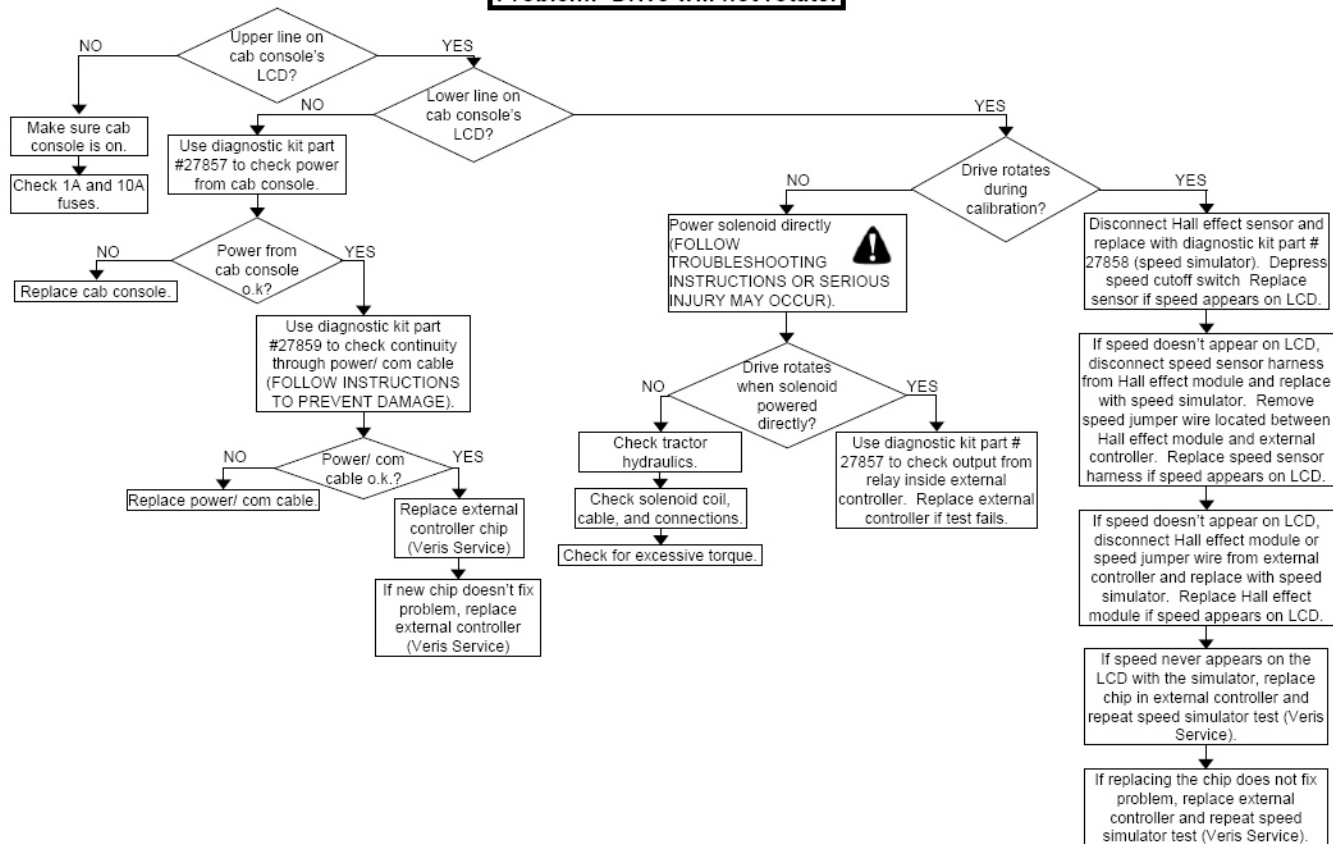 Problem: Drive will not rotate.
NO
Upper line on
cab console's
LCD?
YES
Make sure cab
console is on.
Check 1A and 10A
fuses.
NO
Lower line on
cab console's
LCD?
YES
Use diagnostic kit part
#27857 to check power
from cab console.
NO
Power from
cab console
o.k?
YES
Replace cab console.
Use diagnostic kit part
#27859 to check continuity
through power/ com cable
(FOLLOW INSTRUCTIONS
TO PREVENT DAMAGE).
NO
Power/ com
cable o.k.?
YES
Replace power/ com cable.
Replace external
controller chip
(Veris Service)
If new chip doesn't fix
problem, replace
external controller
(Veris Service)
NO
Drive rotates
during
calibration?
YES
Power solenoid directly
(FOLLOW
TROUBLESHOOTING
INSTRUCTIONS OR SERIOUS
INJURY MAY OCCUR).
!
NO
Drive rotates
when solenoid
powered
directly?
YES
Check tractor
hydraulics.
Check solenoid coil,
cable, and connections.
Check for excessive torque.
Use diagnostic kit part #
27857 to check output from
relay inside external
controller. Replace external
controller if test fails.
Disconnect Hall effect sensor and
replace with diagnostic kit part #
27858 (speed simulator). Depress
speed cutoff switch Replace
sensor if speed appears on LCD.
If speed doesn't appear on LCD,
disconnect speed sensor harness
from Hall effect module and replace
with speed simulator. Remove
speed jumper wire located between
Hall effect module and external
controller. Replace speed sensor
harness if speed appears on LCD.
If speed doesn't appear on LCD,
disconnect Hall effect module or
speed jumper wire from external
controller and replace with speed
simulator. Replace Hall effect
module if speed appears on LCD.
If speed never appears on the
LCD with the simulator, replace
chip in external controller and
repeat speed simulator test (Veris
Service).
If replacing the chip does not fix
problem, replace external
controller and repeat speed
simulator test (Veris Service).